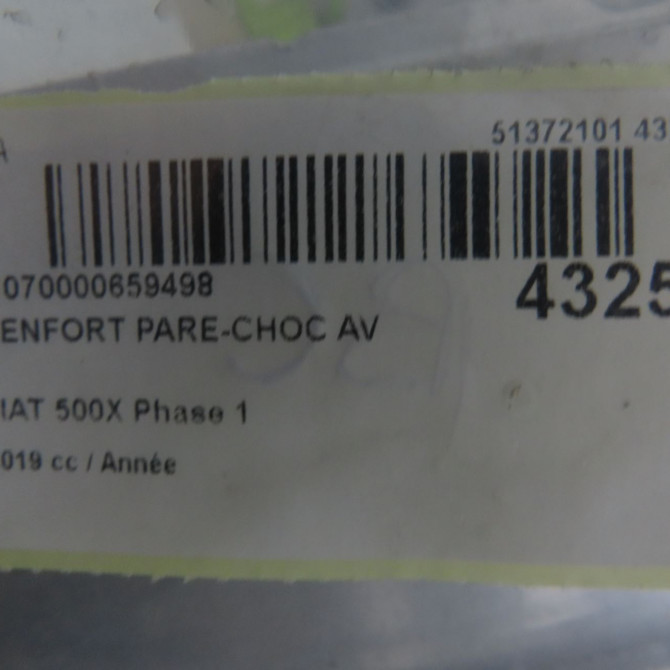 51372101 43
070000659498
4325
ENFORT PARE-CHOC AV
IAT 500X Phase 1
019 cc / Année